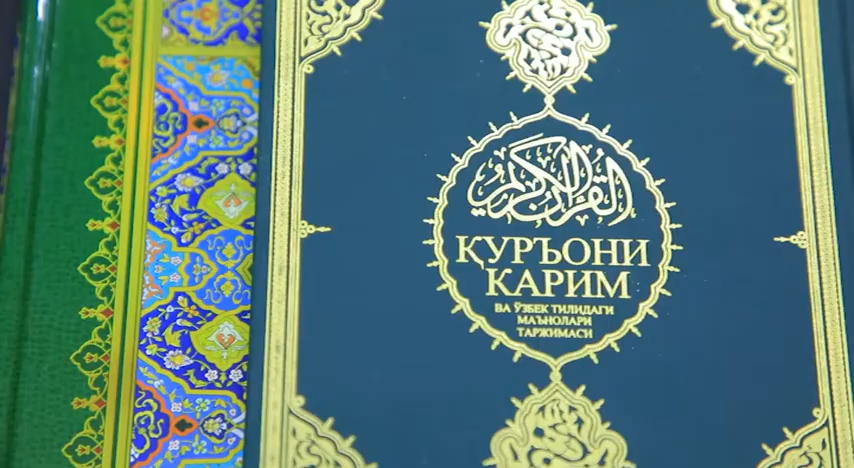 القرآن الكريم
ҚУРЪОНИ
КАРИМ
ВА ЎЗБЕК ТИЛИДАГИ
МАЪНОЛАРИ
ТАРЖИМАСИ